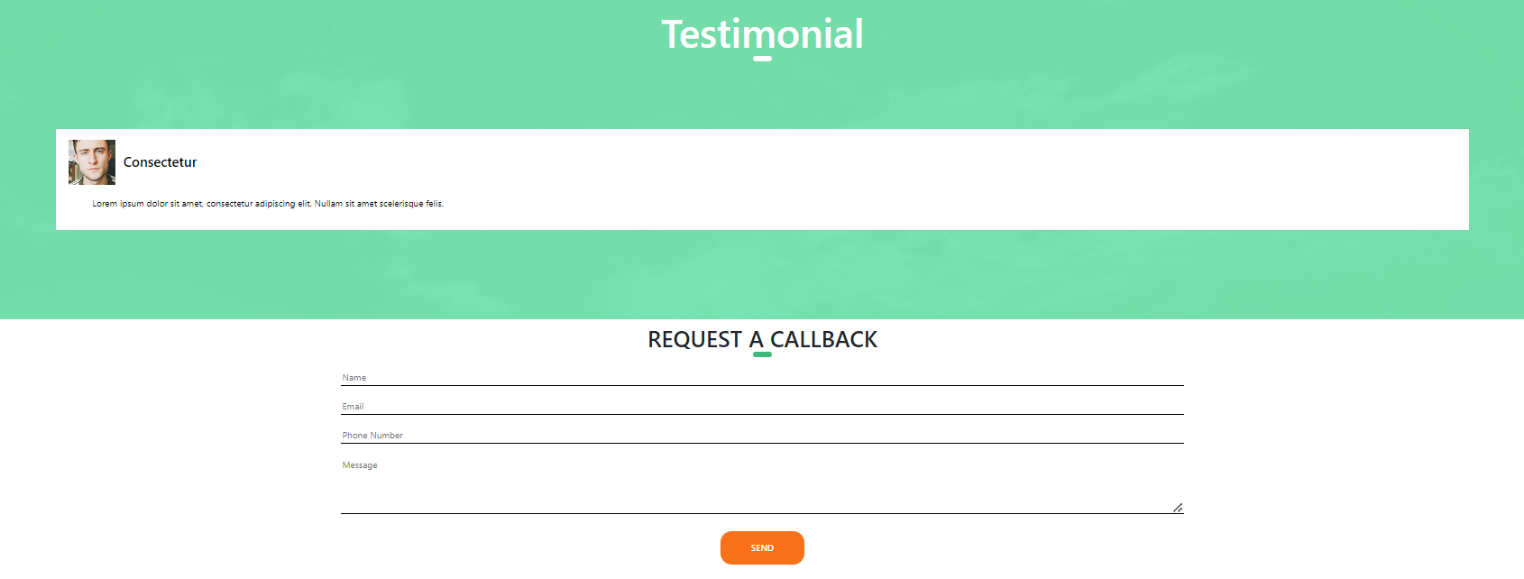 Testimonial
Consectetur
Lorem ipsum dolor sit amet, consectetur adipiscing elit. Nullam sit amet scelerisque felis.
REQUEST A CALLBACK
Name
Email
Phone Number
Message
SEND